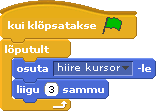 kui klõpsatakse
lõputult
osuta hiire kursor -le
liigu 3 sammu